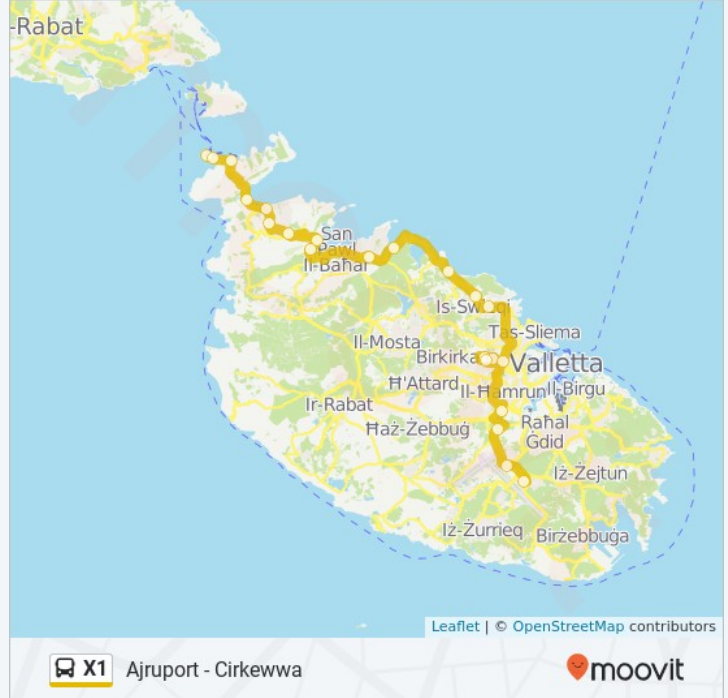 -Rabat
San
Pawl
Il-Baħar
Is-Swieqi
Tas-Sliema
Il-Mosta
Birkirka
Valletta
Ħ'Attard
Il-Ħamrun
Il-Birgu
Ir-Rabat
Ħaż-Żebbuġ
Raħal
Gdid
Iż-Żejtun
Iż-Żurrieq
Birżebbuġa
Leaflet | © OpenStreetMap contributors
X1 Ajruport - Cirkewwa
moovit